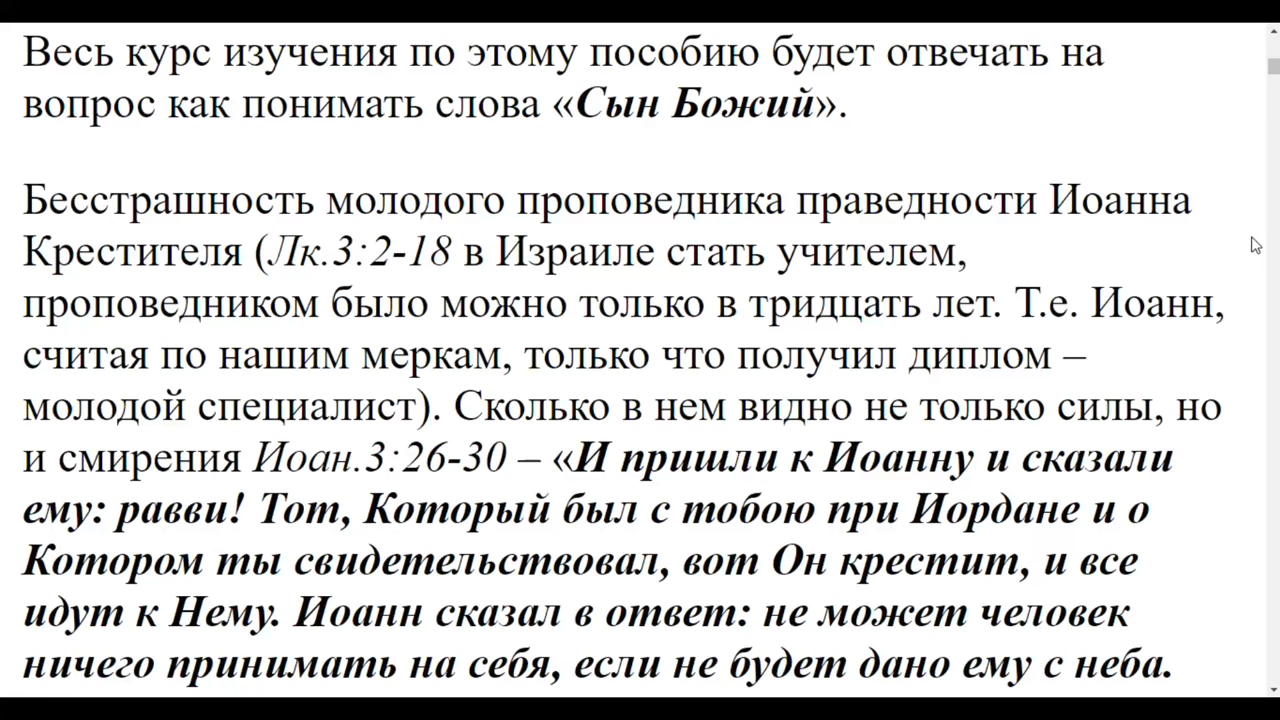 Весь курс изучения по этому пособию будет отвечать на
вопрос как понимать слова «Сын Божий».
Бесстрашность молодого проповедника праведности Иоанна
Крестителя (Лк.3:2-18 в Израиле стать учителем,
проповедником было можно только в тридцать лет. Т.е. Иоанн,
считая по нашим меркам, только что получил диплом –
молодой специалист). Сколько в нем видно не только силы, но
и смирения Иоан.3:26-30 – «И пришли к Иоанну и сказали
ему: равви! Тот, Который был с тобою при Иордане и о
Котором ты свидетельствовал, вот Он крестит, и все
идут к Нему. Иоанн сказал в ответ: не может человек
ничего принимать на себя, если не будет дано ему с неба.